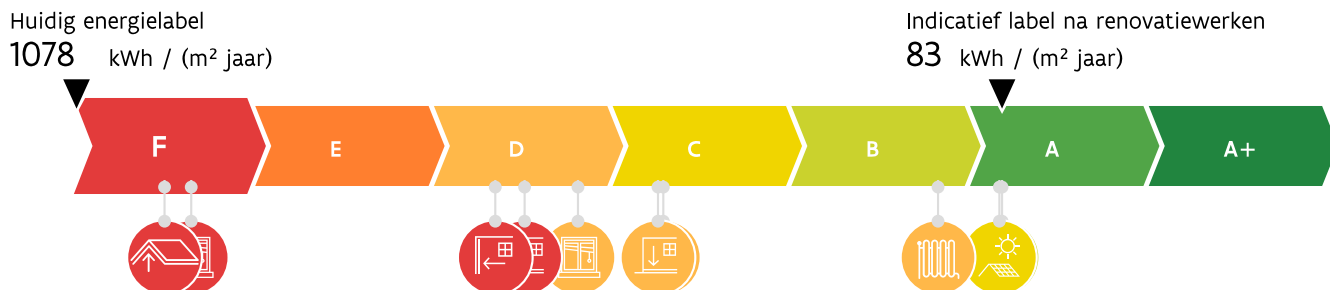 Huidig energielabel
1078 kWh / (m² jaar)
Indicatief label na renovatiewerken
83 kWh / (m² jaar)
F E D C B A A+